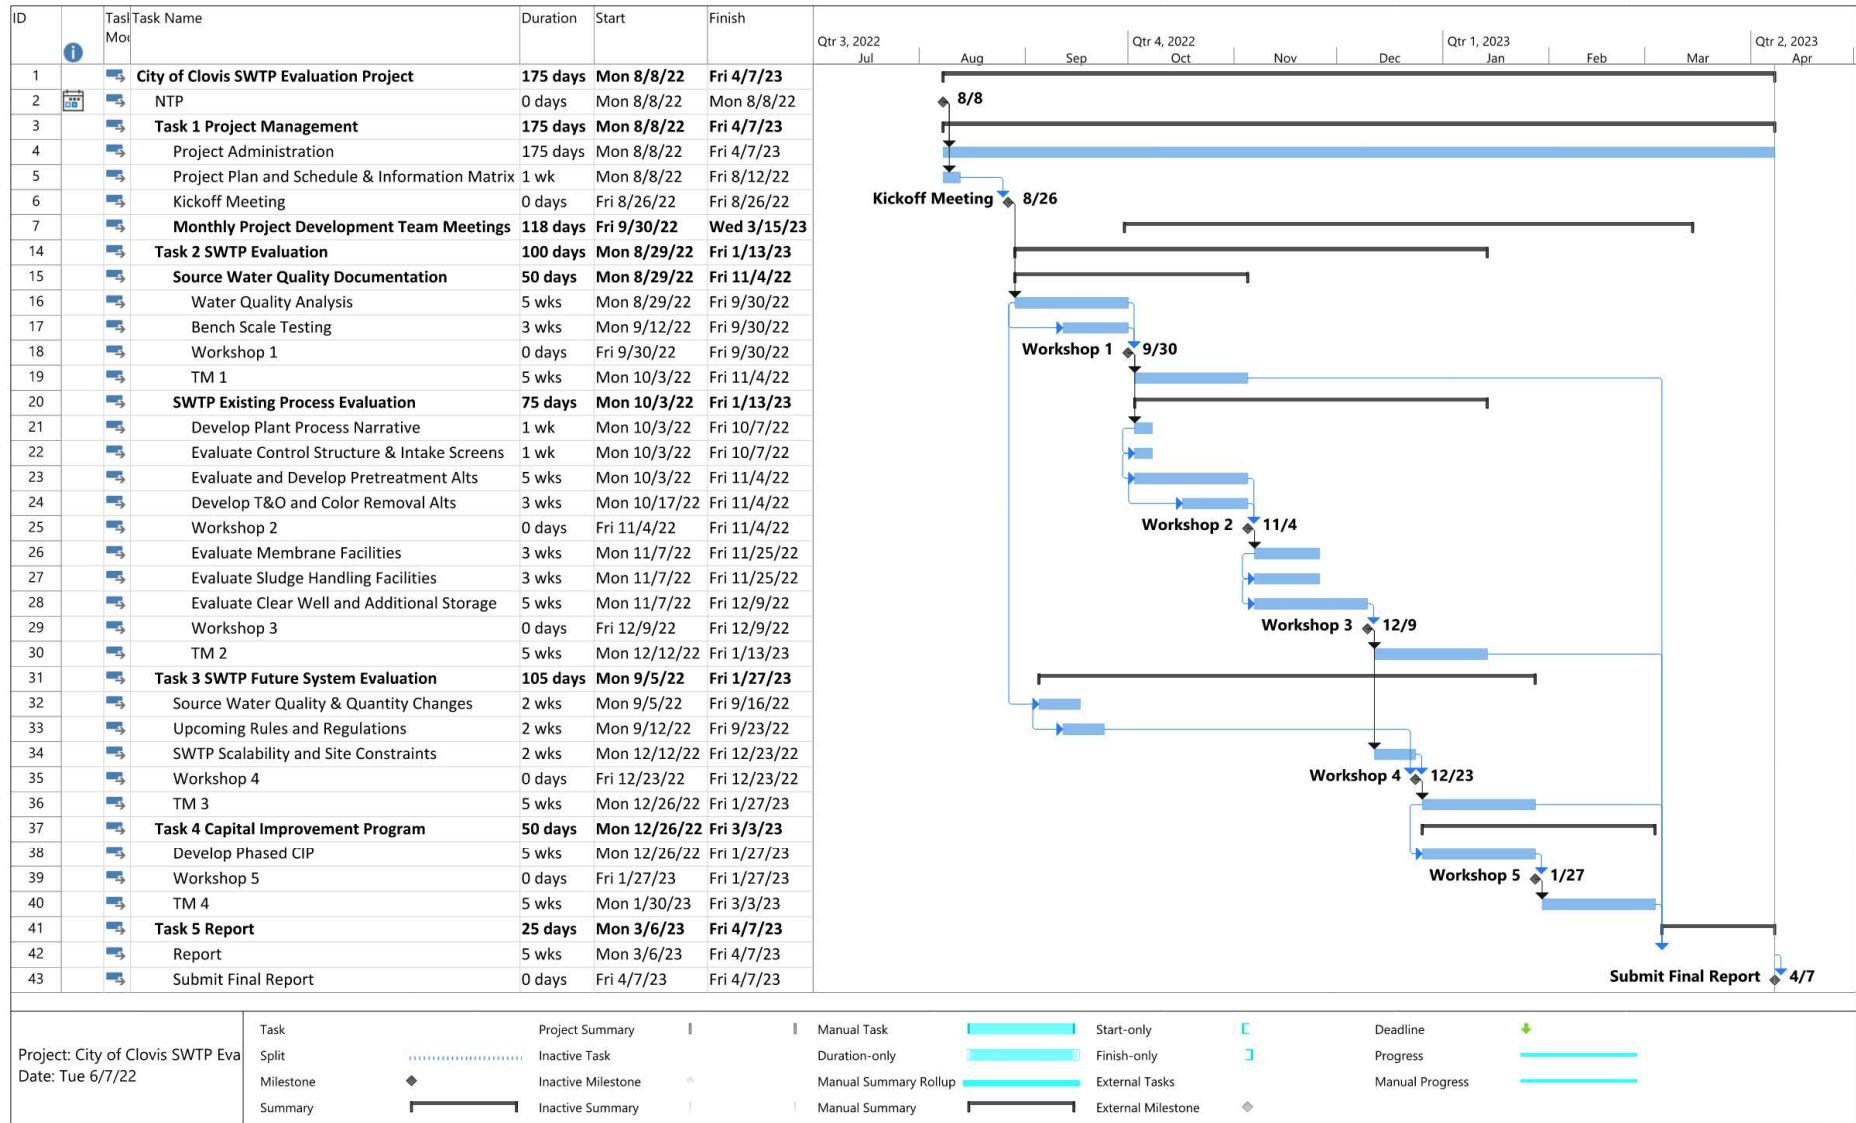 ID Task Mod Task Name Duration Start Finish
Qtr 3, 2022 Qtr 4, 2022 Qtr 1, 2023 Qtr 2, 2023
Jul Aug Sep Oct Nov Dec Jan Feb Mar Apr
1 City of Clovis SWTP Evaluation Project 175 days Mon 8/8/22 Fri 4/7/23
2 NTP 0 days Mon 8/8/22 Mon 8/8/22 8/8
3 Task 1 Project Management 175 days Mon 8/8/22 Fri 4/7/23
4 Project Administration 175 days Mon 8/8/22 Fri 4/7/23
5 Project Plan and Schedule & Information Matrix 1 wk Mon 8/8/22 Fri 8/12/22
6 Kickoff Meeting 0 days Fri 8/26/22 Fri 8/26/22 Kickoff Meeting 8/26
7 Monthly Project Development Team Meetings 118 days Fri 9/30/22 Wed 3/15/23
14 Task 2 SWTP Evaluation 100 days Mon 8/29/22 Fri 1/13/23
15 Source Water Quality Documentation 50 days Mon 8/29/22 Fri 11/4/22
16 Water Quality Analysis 5 wks Mon 8/29/22 Fri 9/30/22
17 Bench Scale Testing 3 wks Mon 9/12/22 Fri 9/30/22
18 Workshop 1 0 days Fri 9/30/22 Fri 9/30/22 Workshop 1 9/30
19 TM 1 5 wks Mon 10/3/22 Fri 11/4/22
20 SWTP Existing Process Evaluation 75 days Mon 10/3/22 Fri 1/13/23
21 Develop Plant Process Narrative 1 wk Mon 10/3/22 Fri 10/7/22
22 Evaluate Control Structure & Intake Screens 1 wk Mon 10/3/22 Fri 10/7/22
23 Evaluate and Develop Pretreatment Alts 5 wks Mon 10/3/22 Fri 11/4/22
24 Develop T&O and Color Removal Alts 3 wks Mon 10/17/22 Fri 11/4/22
25 Workshop 2 0 days Fri 11/4/22 Fri 11/4/22 Workshop 2 11/4
26 Evaluate Membrane Facilities 3 wks Mon 11/7/22 Fri 11/25/22
27 Evaluate Sludge Handling Facilities 3 wks Mon 11/7/22 Fri 11/25/22
28 Evaluate Clear Well and Additional Storage 5 wks Mon 11/7/22 Fri 12/9/22
29 Workshop 3 0 days Fri 12/9/22 Fri 12/9/22 Workshop 3 12/9
30 TM 2 5 wks Mon 12/12/22 Fri 1/13/23
31 Task 3 SWTP Future System Evaluation 105 days Mon 9/5/22 Fri 1/27/23
32 Source Water Quality & Quantity Changes 2 wks Mon 9/5/22 Fri 9/16/22
33 Upcoming Rules and Regulations 2 wks Mon 9/12/22 Fri 9/23/22
34 SWTP Scalability and Site Constraints 2 wks Mon 12/12/22 Fri 12/23/22
35 Workshop 4 0 days Fri 12/23/22 Fri 12/23/22 Workshop 4 12/23
36 TM 3 5 wks Mon 12/26/22 Fri 1/27/23
37 Task 4 Capital Improvement Program 50 days Mon 12/26/22 Fri 3/3/23
38 Develop Phased CIP 5 wks Mon 12/26/22 Fri 1/27/23
39 Workshop 5 0 days Fri 1/27/23 Fri 1/27/23 Workshop 5 1/27
40 TM 4 5 wks Mon 1/30/23 Fri 3/3/23
41 Task 5 Report 25 days Mon 3/6/23 Fri 4/7/23
42 Report 5 wks Mon 3/6/23 Fri 4/7/23
43 Submit Final Report 0 days Fri 4/7/23 Fri 4/7/23 Submit Final Report 4/7
Project: City of Clovis SWTP Eva
Date: Tue 6/7/22
Task Project Summary Manual Task Start-only Deadline
Split Inactive Task Duration-only Finish-only Progress
Milestone Inactive Milestone Manual Summary Rollup External Tasks Manual Progress
Summary Inactive Summary Manual Summary External Milestone